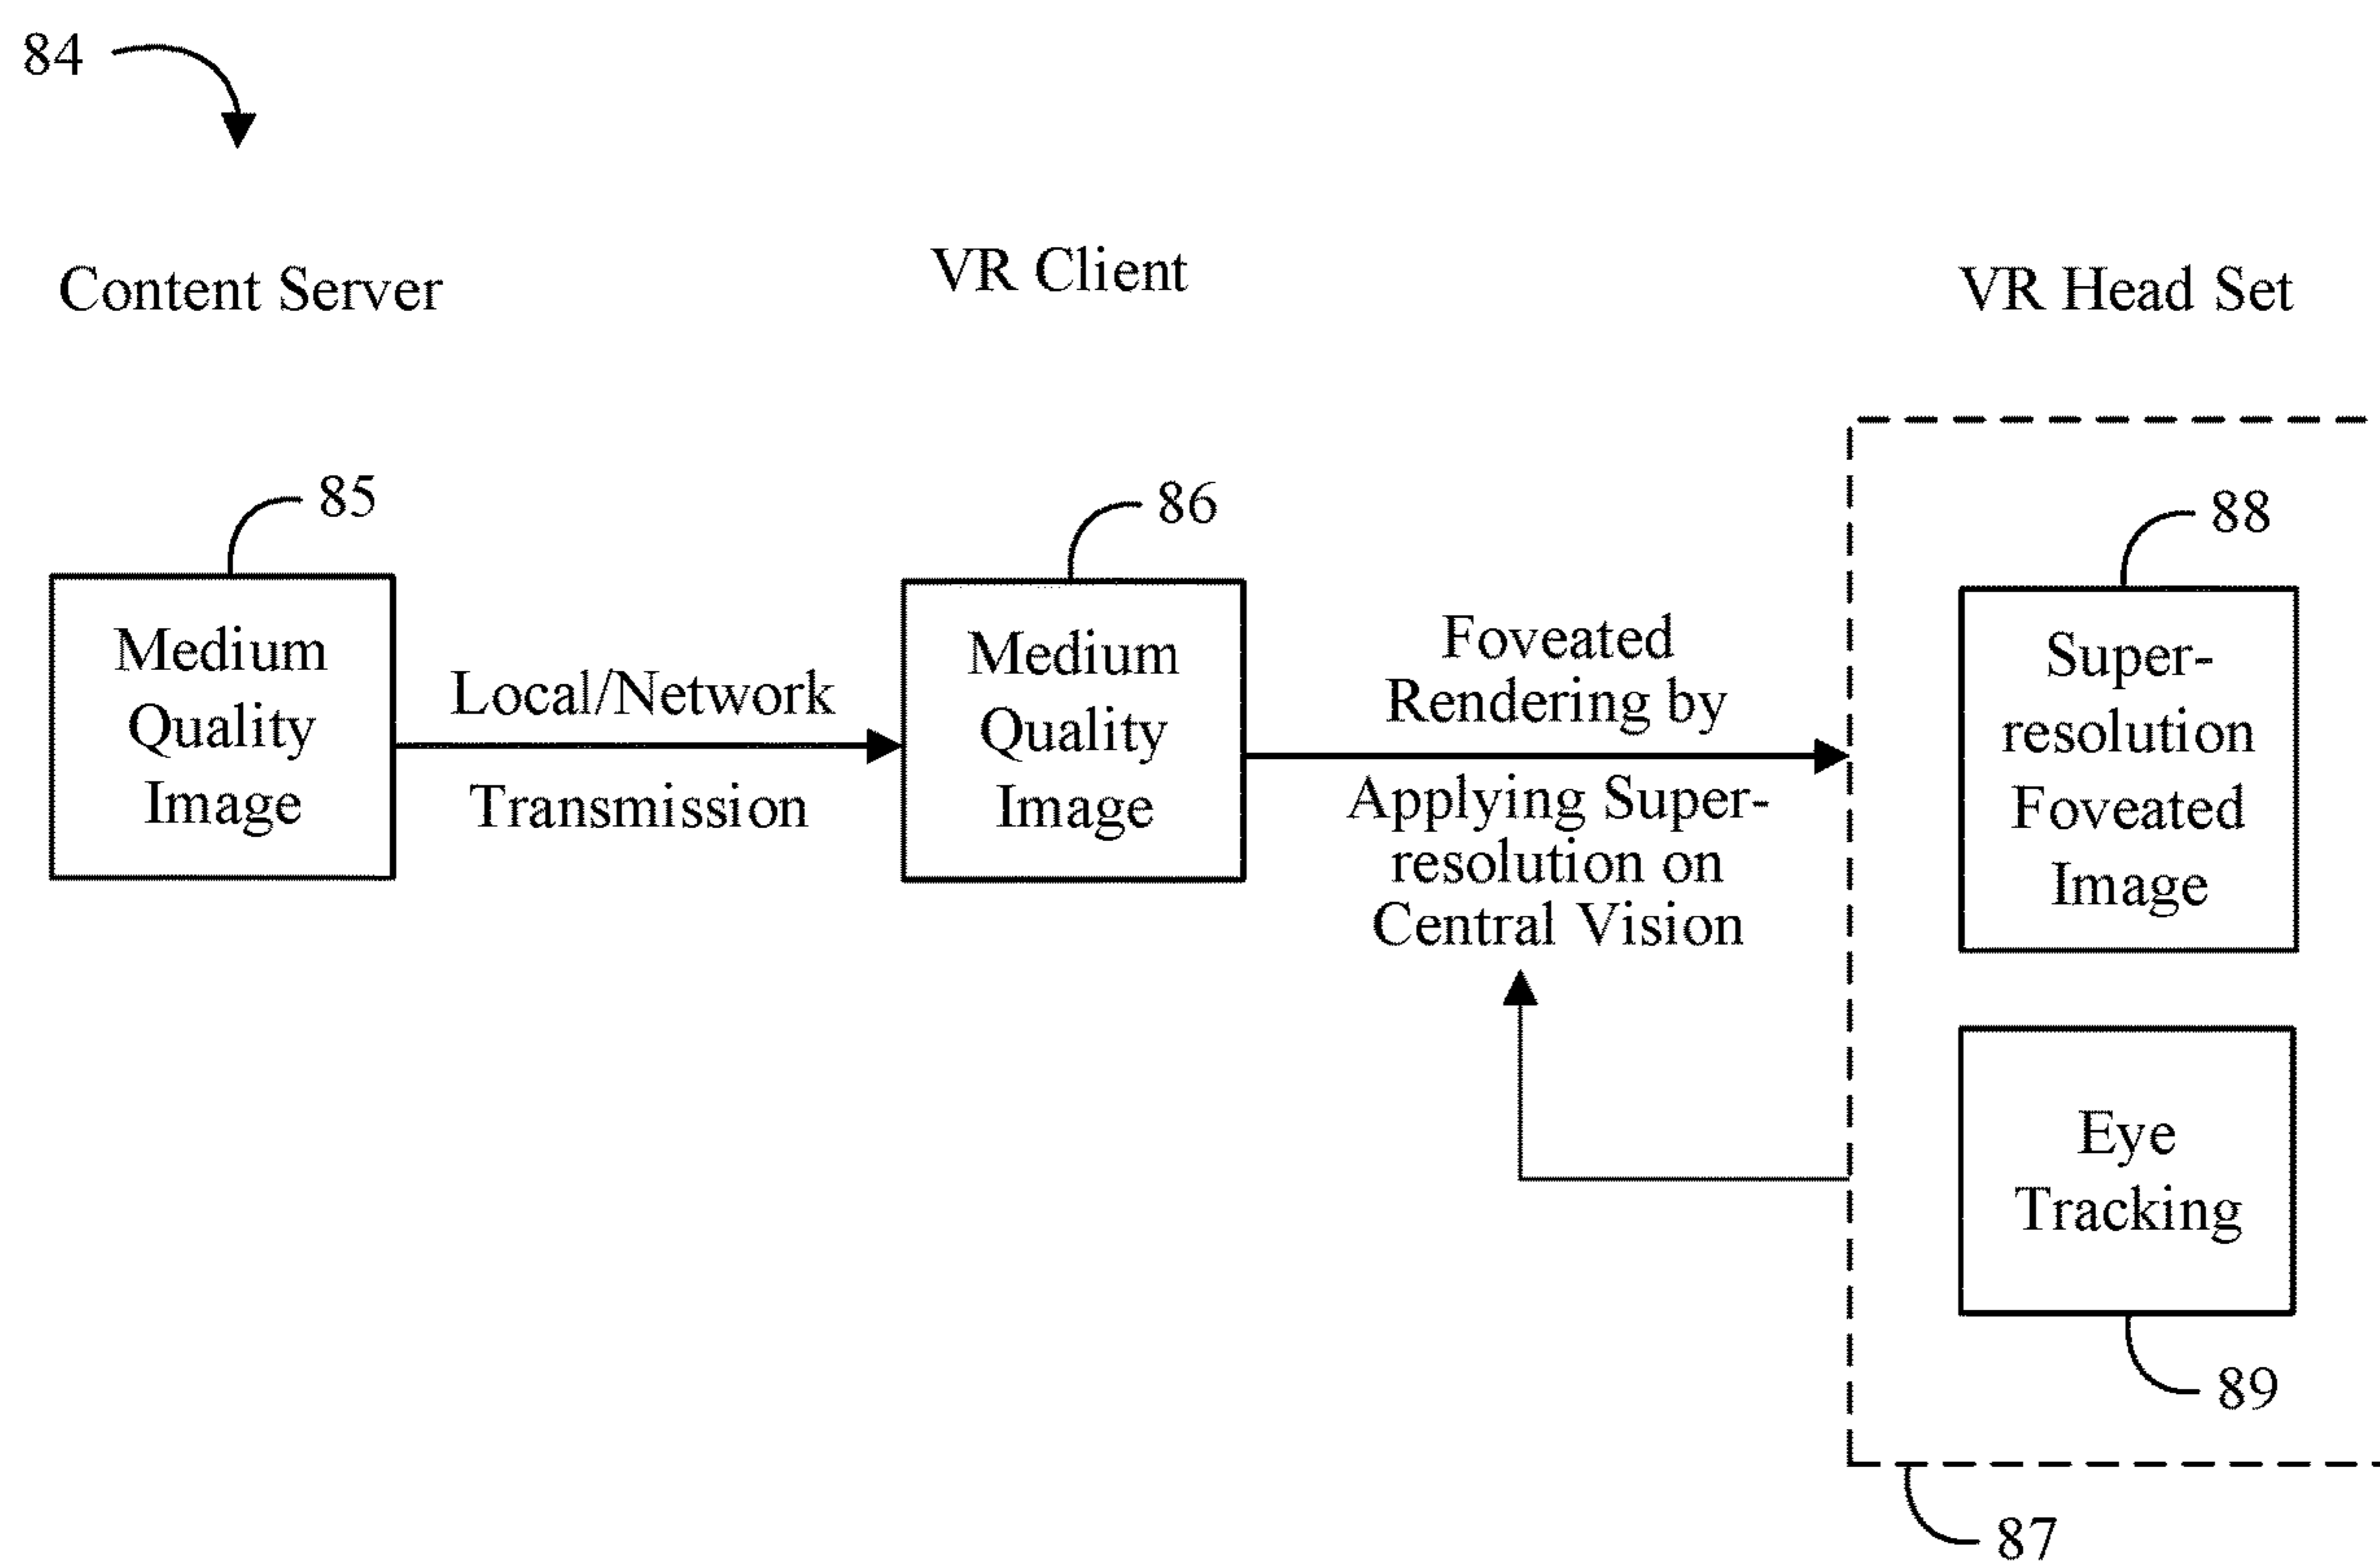 84
Content Server
VR Client
VR Head Set
85
Medium
Quality
Image
Local/Network
Transmission
86
Medium
Quality
Image
Foveated
Rendering by
Applying Super-
resolution on
Central Vision
88
Super-
resolution
Foveated
Image
Eye
Tracking
89
87